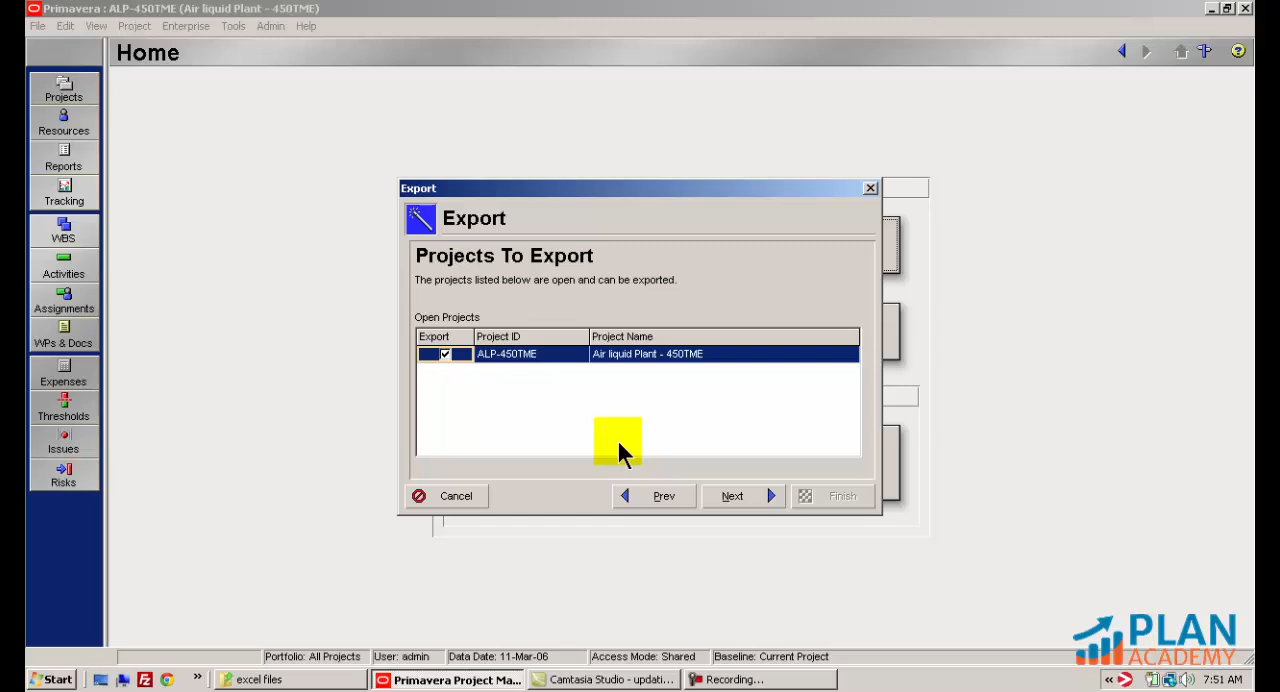 Primavera : ALP-450TME (Air liquid Plant - 450TME)
File Edit View Project Enterprise Tools Admin Help
Home
Projects
Resources
Reports
Tracking
WBS
Activities
Assignments
WPs & Docs
Expenses
Thresholds
Issues
Risks
Export
Export
Projects To Export
The projects listed below are open and can be exported.
Open Projects
Export Project ID Project Name
ALP-450TME Air liquid Plant - 450TME
Cancel Prev Next Finish
PLAN
ACADEMY
Portfolio: All Projects User: admin Data Date: 11-Mar-06 Access Mode: Shared Baseline: Current Project
Start » excel files Primavera Project Ma... Camtasia Studio - updati... Recording... « 7:51 AM